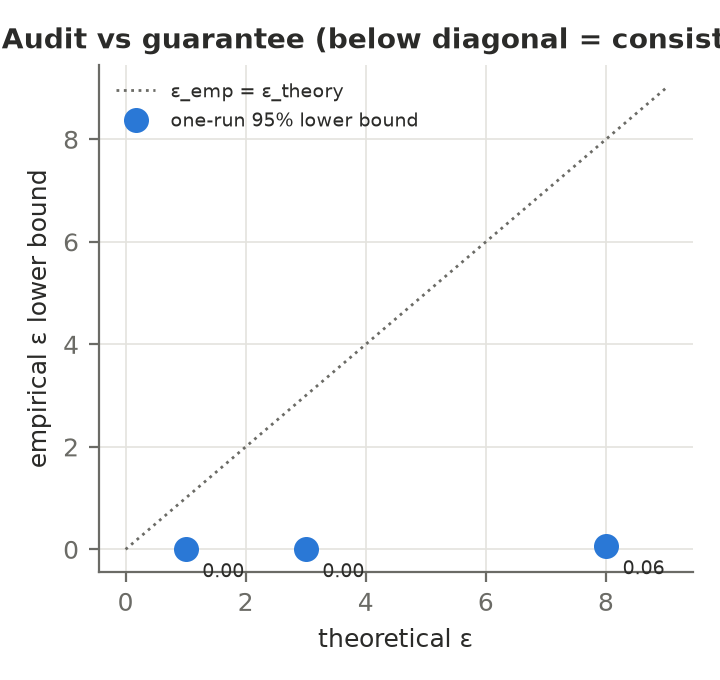 Audit vs guarantee (below diagonal = consist
ε_emp = ε_theory
one-run 95% lower bound
empirical ε lower bound
8
6
4
2
0
0.00
0.00
0.06
0
2
4
6
8
theoretical ε